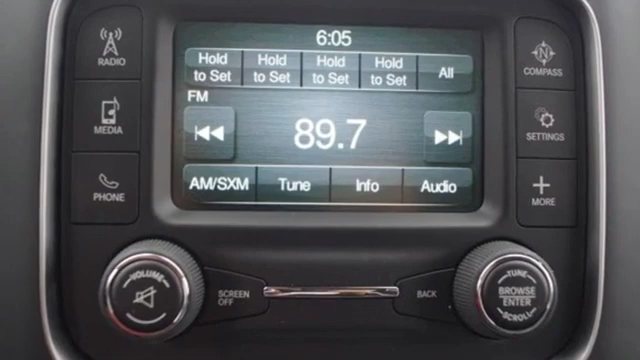 6:05
Hold to Set
Hold to Set
Hold to Set
Hold to Set
All
FM
89.7
AM/SXM
Tune
Info
Audio
RADIO
MEDIA
PHONE
COMPASS
SETTINGS
MORE
VOLUME
SCREEN OFF
BACK
TUNE
BROWSE
ENTER
SCROLL